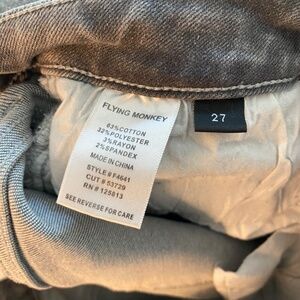 FLYING MONKEY
63%COTTON
32%POLYESTER
3%RAYON
2%SPANDEX
MADE IN CHINA
STYLE # F4641
CUT # 53729
RN # 125813
SEE REVERSE FOR CARE
27